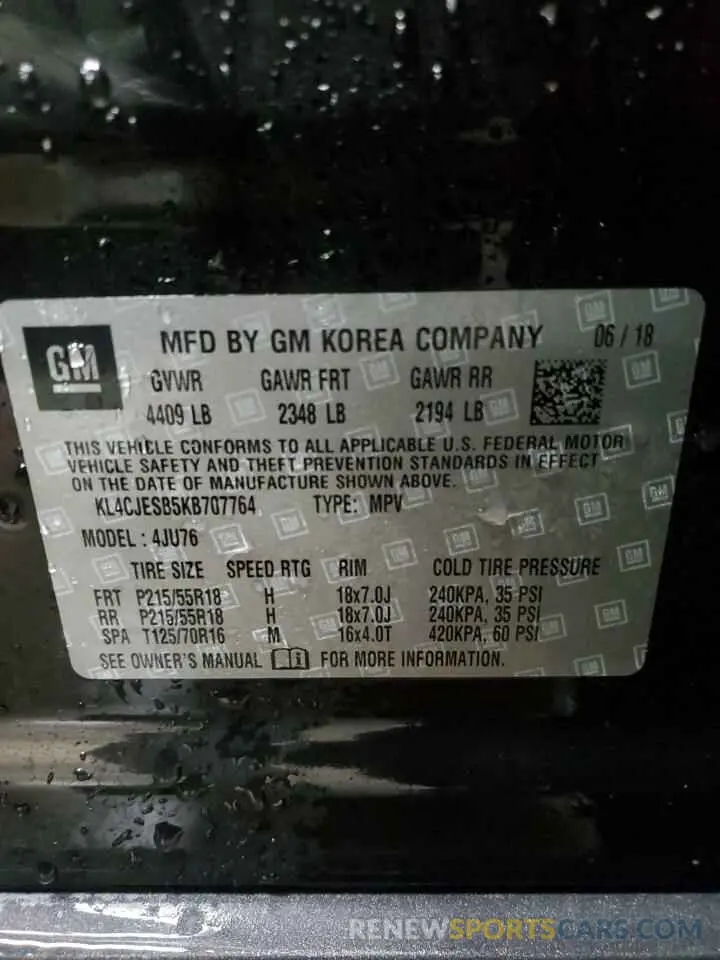 GM
MFD BY GM KOREA COMPANY 06 / 18
GVWR GAWR FRT GAWR RR
4409 LB 2348 LB 2194 LB
THIS VEHICLE CONFORMS TO ALL APPLICABLE U.S. FEDERAL MOTOR
VEHICLE SAFETY AND THEFT PREVENTION STANDARDS IN EFFECT
ON THE DATE OF MANUFACTURE SHOWN ABOVE.
KL4CJESB5KB707764 TYPE: MPV
MODEL : 4JU76
TIRE SIZE SPEED RTG RIM COLD TIRE PRESSURE
FRT P215/55R18 H 18x7.0J 240KPA, 35 PSI
RR P215/55R18 H 18x7.0J 240KPA, 35 PSI
SPA T125/70R16 M 16x4.0T 420KPA, 60 PSI
SEE OWNER'S MANUAL FOR MORE INFORMATION.
RENEWSPORTSCARS.COM